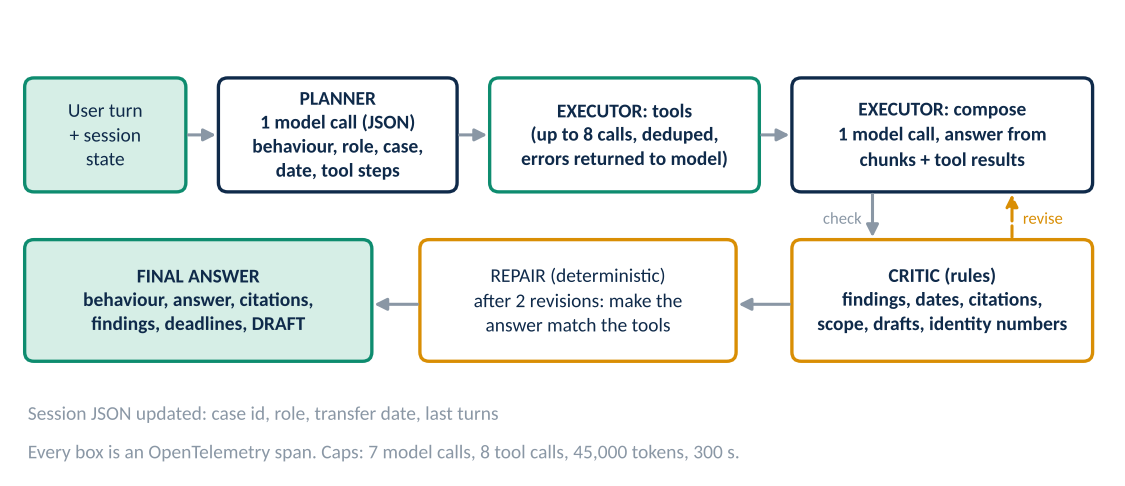 User turn
+ session
state
PLANNER
1 model call (JSON)
behaviour, role, case,
date, tool steps
EXECUTOR: tools
(up to 8 calls, deduped,
errors returned to model)
EXECUTOR: compose
1 model call, answer from
chunks + tool results
check
revise
CRITIC (rules)
findings, dates, citations,
scope, drafts, identity numbers
REPAIR (deterministic)
after 2 revisions: make the
answer match the tools
FINAL ANSWER
behaviour, answer, citations,
findings, deadlines, DRAFT
Session JSON updated: case id, role, transfer date, last turns
Every box is an OpenTelemetry span. Caps: 7 model calls, 8 tool calls, 45,000 tokens, 300 s.